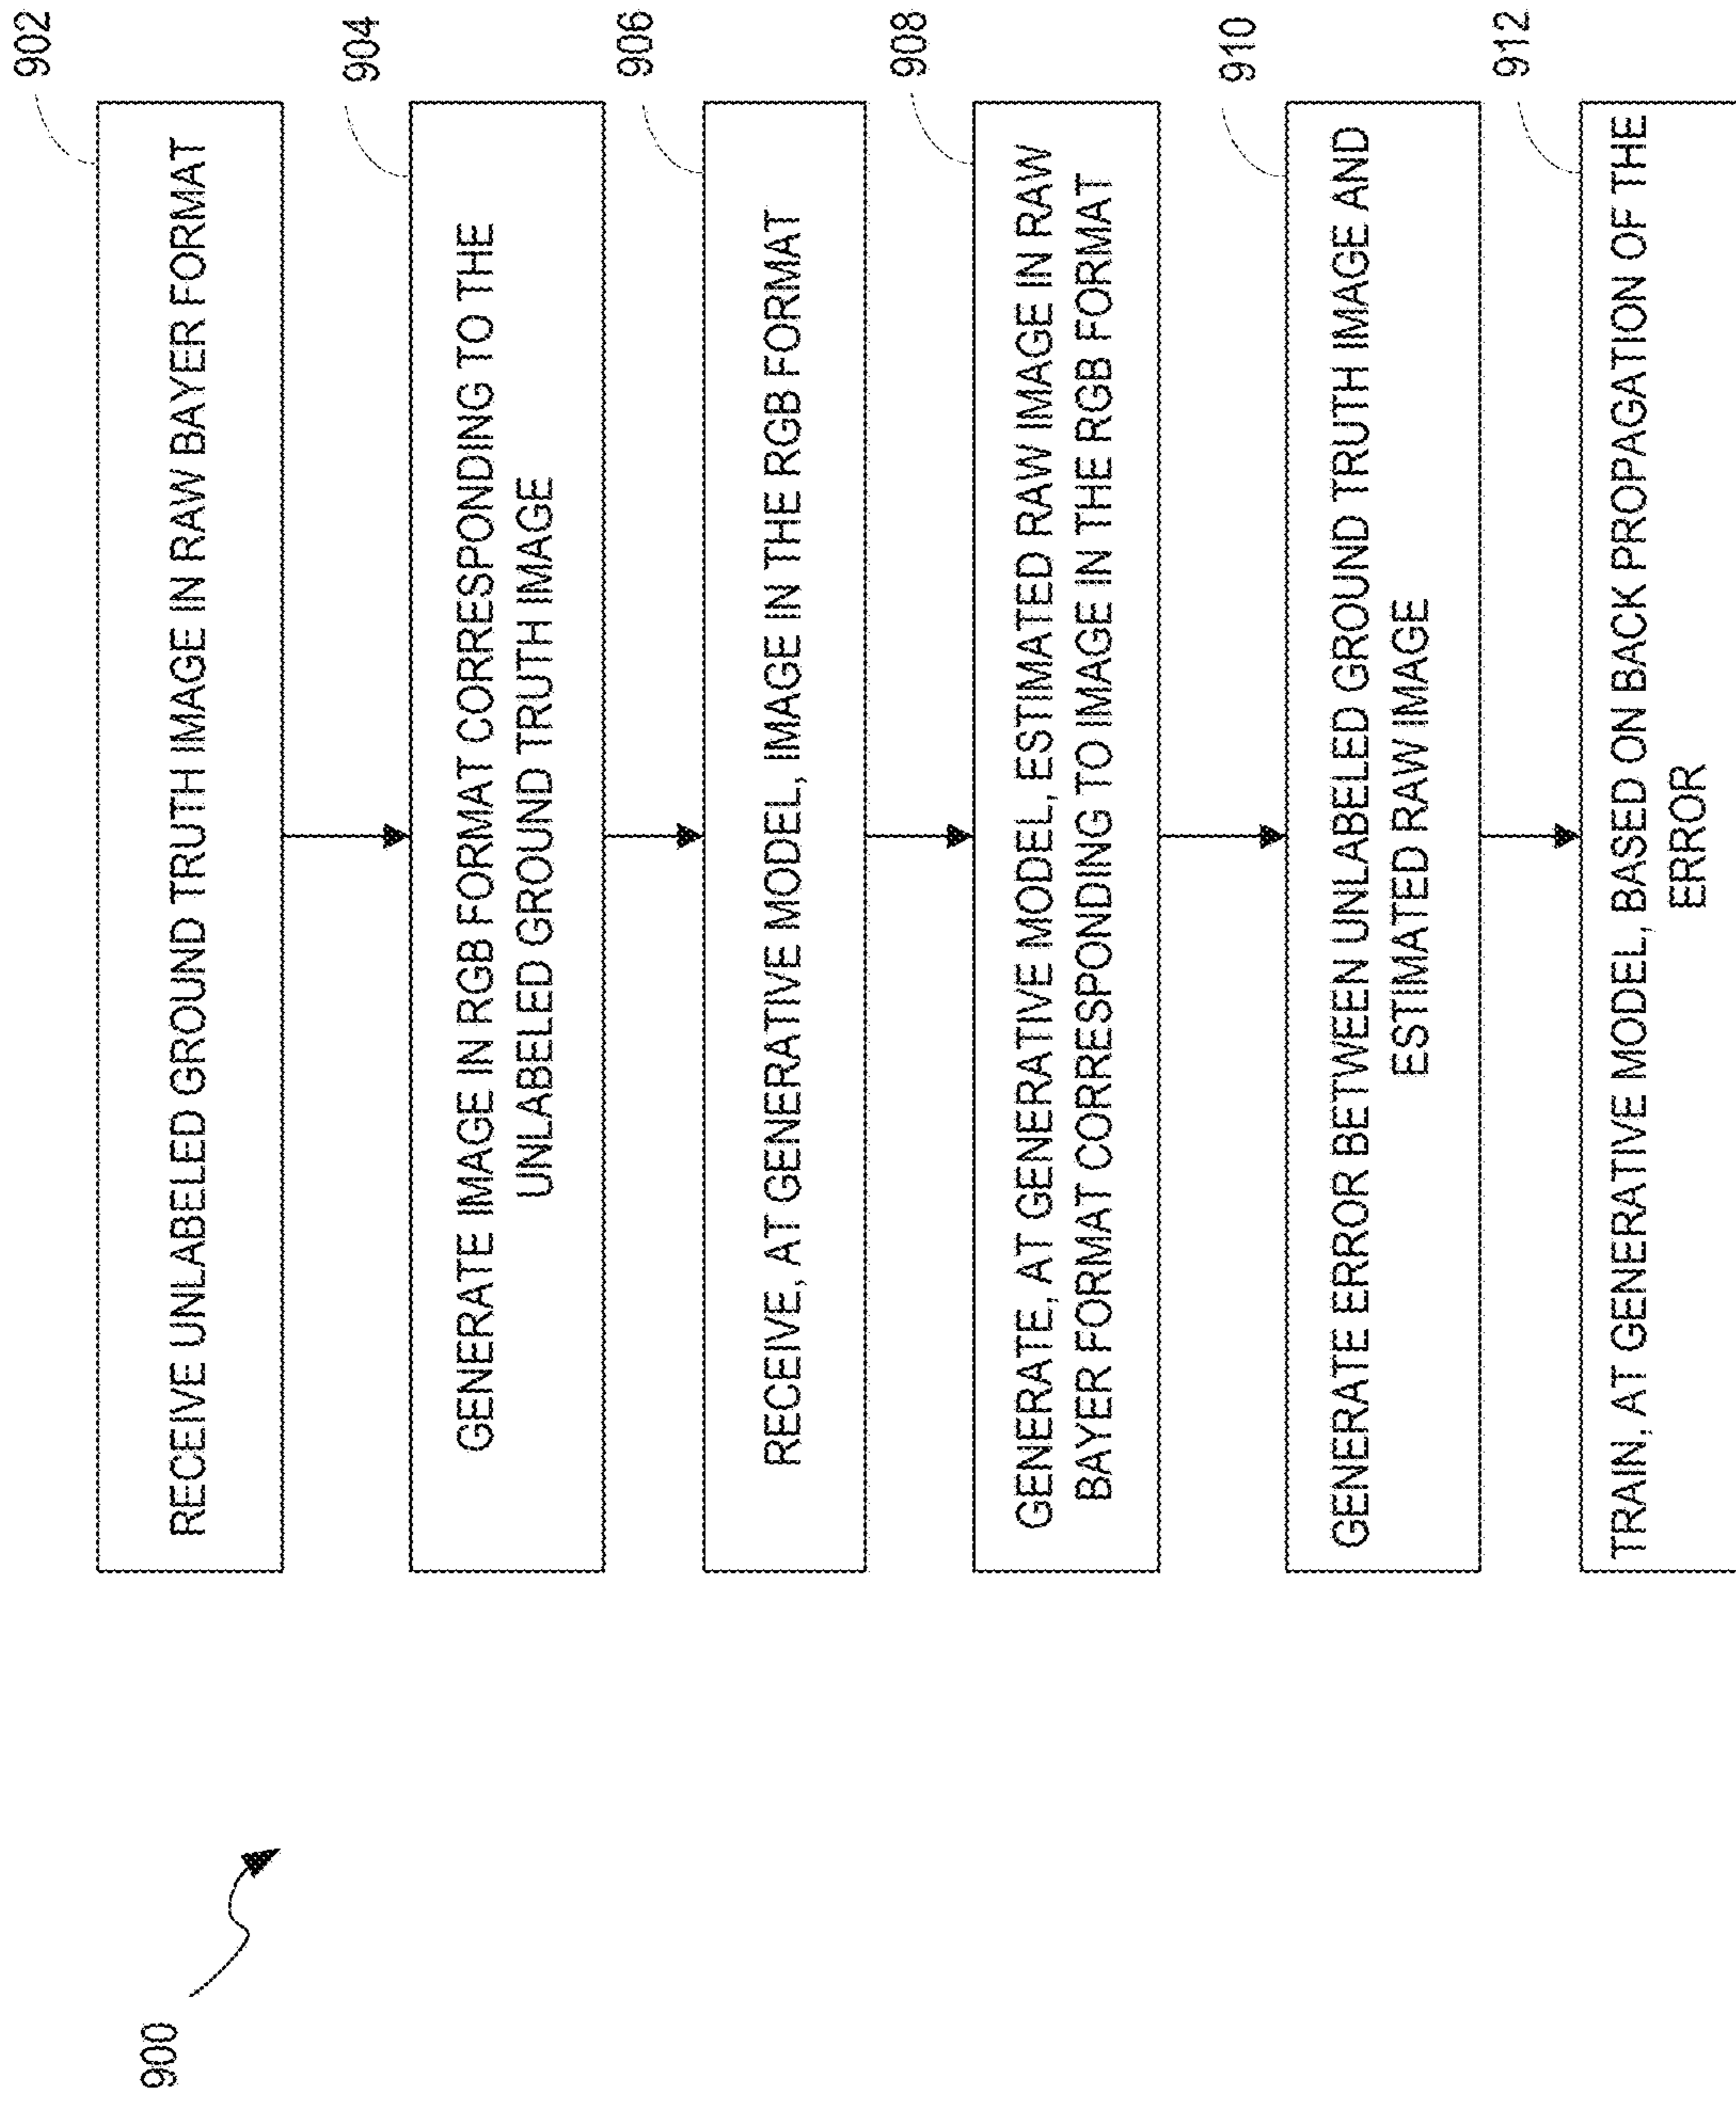 900
902
RECEIVE UNLABELED GROUND TRUTH IMAGE IN RAW BAYER FORMAT
904
GENERATE IMAGE IN RGB FORMAT CORRESPONDING TO THE
UNLABELED GROUND TRUTH IMAGE
906
RECEIVE, AT GENERATIVE MODEL, IMAGE IN THE RGB FORMAT
908
GENERATE, AT GENERATIVE MODEL, ESTIMATED RAW IMAGE IN RAW
BAYER FORMAT CORRESPONDING TO IMAGE IN THE RGB FORMAT
910
GENERATE ERROR BETWEEN UNLABELED GROUND TRUTH IMAGE AND
ESTIMATED RAW IMAGE
912
TRAIN, AT GENERATIVE MODEL, BASED ON BACK PROPAGATION OF THE
ERROR